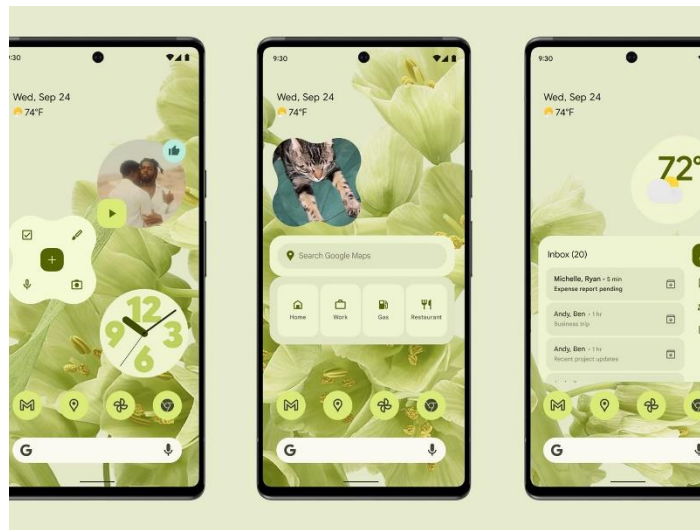 9:30
Wed, Sep 24
74°F
12
9 3
6
G
9:30
Wed, Sep 24
74°F
Search Google Maps
Home Work Gas Restaurant
G
9:30
Wed, Sep 24
74°F
72°
Inbox (20)
Michelle, Ryan • 5 min
Expense report pending
Andy, Ben • 1 hr
Business trip
Andy, Ben • 1 hr
Recent project updates
G